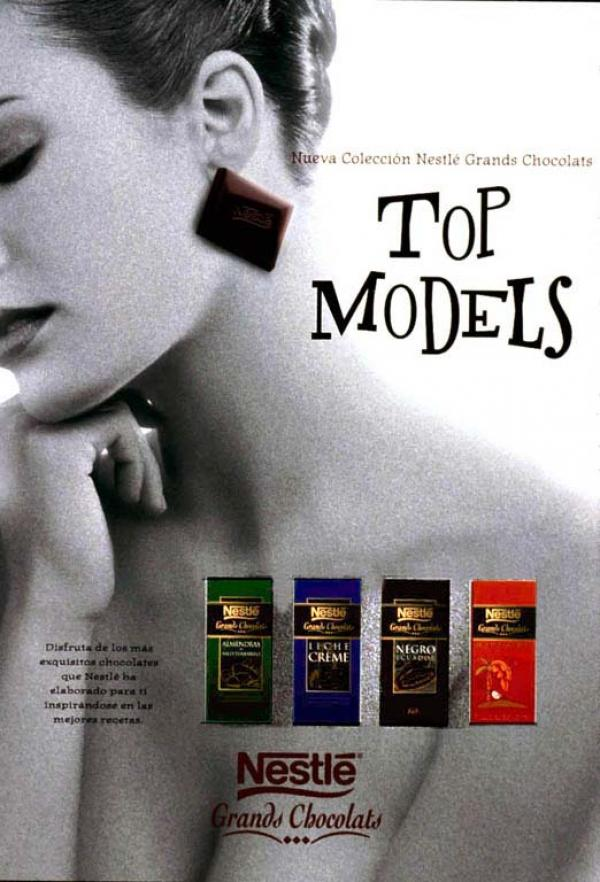 Nueva Colección Nestlé Grands Chocolats
Nestlé
TOP
MODELS
Disfruta de los más
exquisitos chocolates
que Nestlé ha
elaborado para ti
inspirándose en las
mejores recetas.
Nestlé
Grands Chocolats
ALMENDRAS
Nestlé
Grands Chocolats
LECHE
CRÈME
Nestlé
Grands Chocolats
NEGRO
ECUADOR
Nestlé
Grands Chocolats
Nestlé
Grands Chocolats